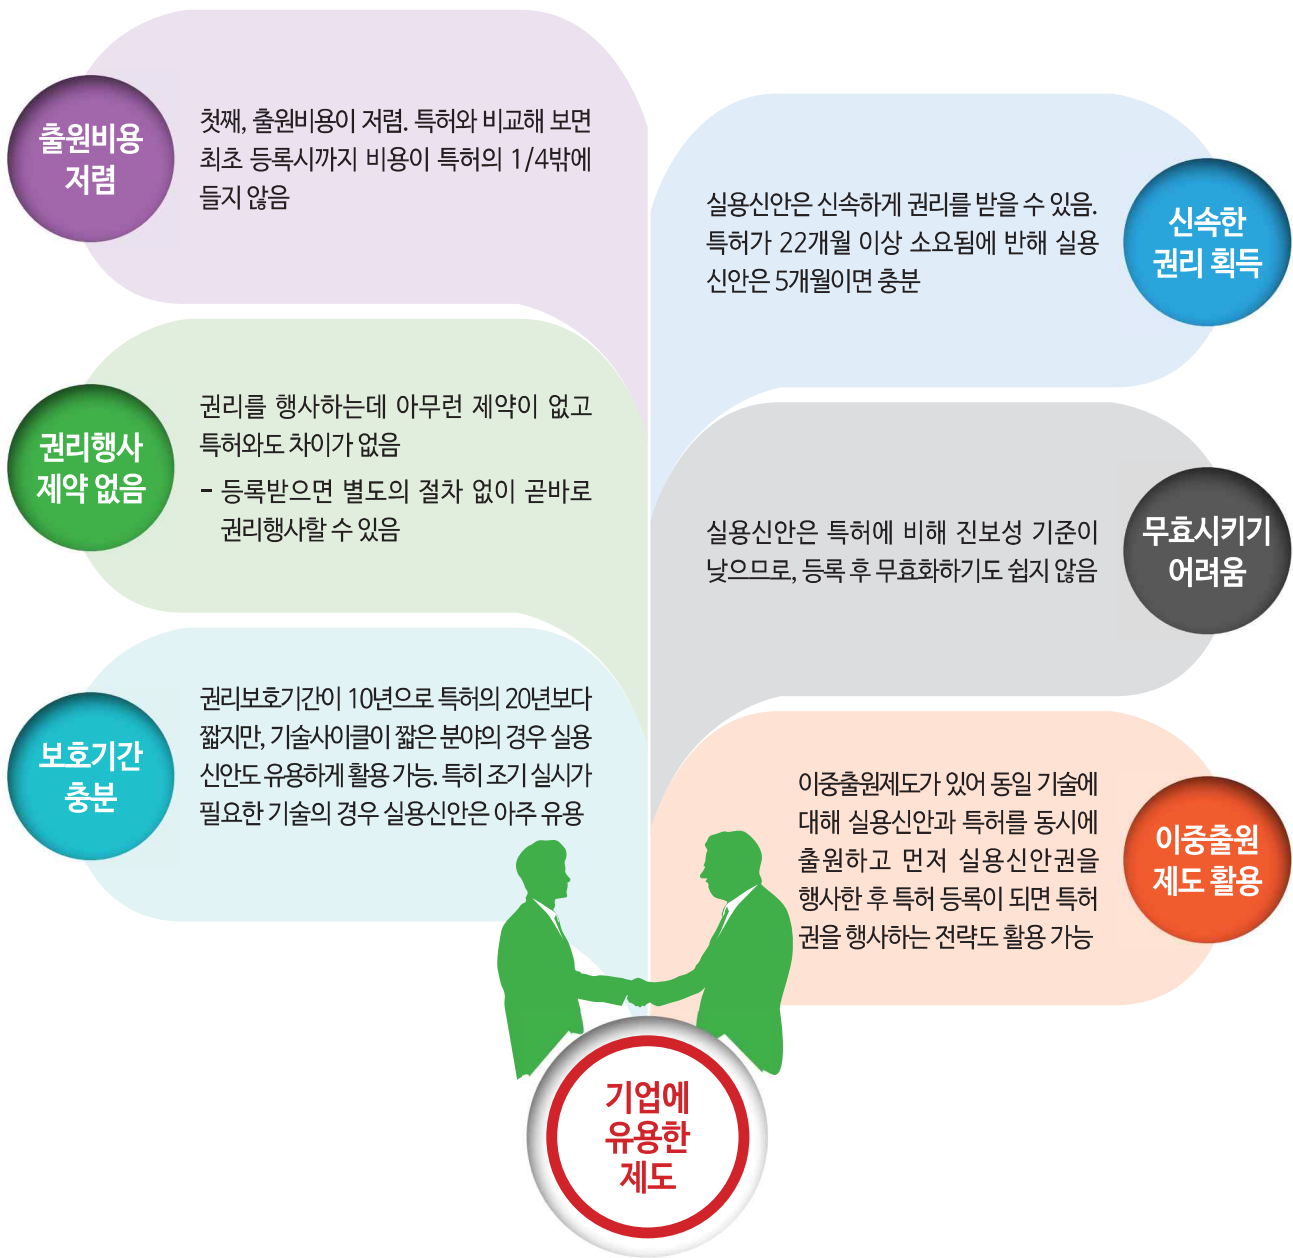 출원비용
저렴
첫째, 출원비용이 저렴. 특허와 비교해 보면
최초 등록시까지 비용이 특허의 1/4밖에
들지 않음
신속한
권리 획득
실용신안은 신속하게 권리를 받을 수 있음.
특허가 22개월 이상 소요됨에 반해 실용
신안은 5개월이면 충분
권리행사
제약 없음
권리를 행사하는데 아무런 제약이 없고
특허와도 차이가 없음
- 등록받으면 별도의 절차 없이 곧바로
권리행사할 수 있음
무효시키기
어려움
실용신안은 특허에 비해 진보성 기준이
낮으므로, 등록 후 무효화하기도 쉽지 않음
보호기간
충분
권리보호기간이 10년으로 특허의 20년보다
짧지만, 기술사이클이 짧은 분야의 경우 실용
신안도 유용하게 활용 가능. 특히 조기 실시가
필요한 기술의 경우 실용신안은 아주 유용
이중출원
제도 활용
이중출원제도가 있어 동일 기술에
대해 실용신안과 특허를 동시에
출원하고 먼저 실용신안권을
행사한 후 특허 등록이 되면 특허
권을 행사하는 전략도 활용 가능
기업에
유용한
제도